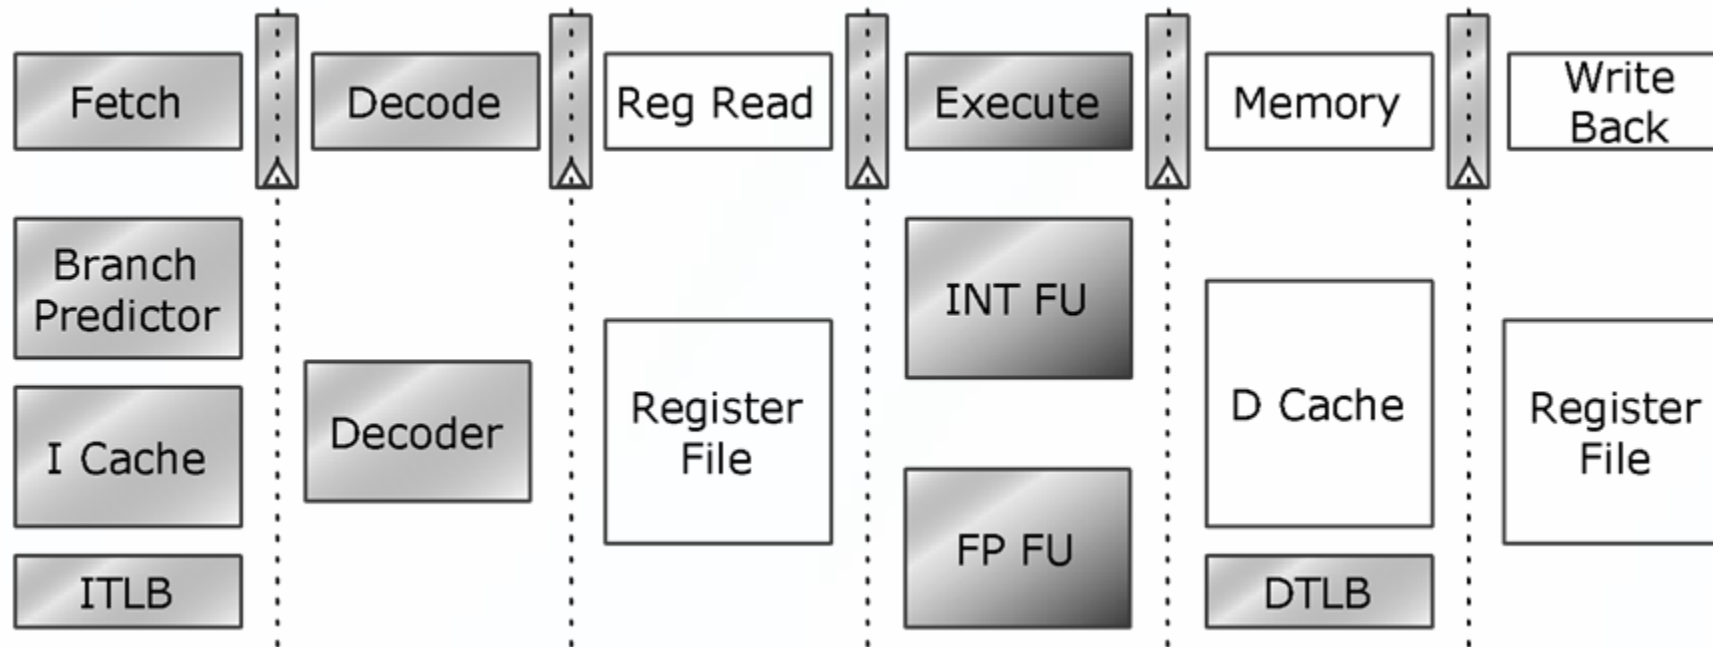 Fetch
Decode
Reg Read
Execute
Memory
Write
Back
Branch
Predictor
I Cache
ITLB
Decoder
Register
File
INT FU
FP FU
D Cache
DTLB
Register
File